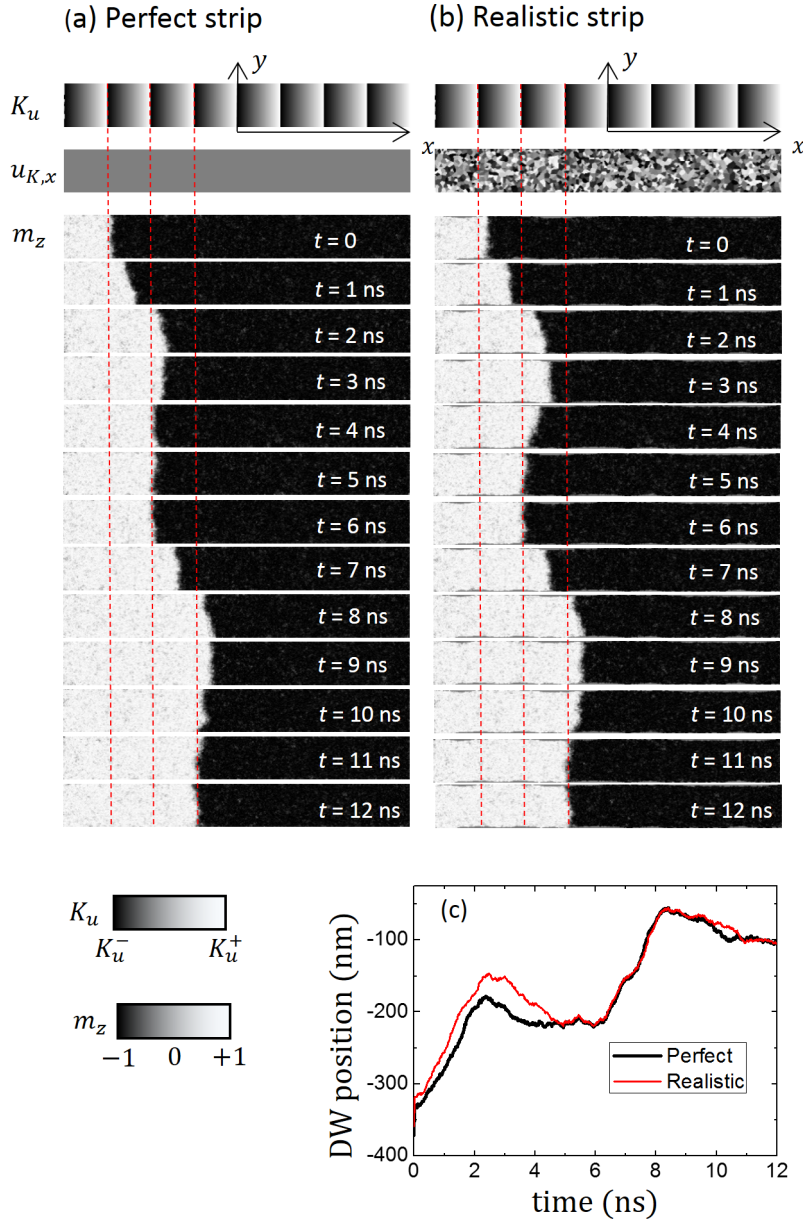 (a) Perfect strip
(b) Realistic strip
y
y
K_u
x
x
u_{K,x}
m_z
t = 0
t = 1 ns
t = 2 ns
t = 3 ns
t = 4 ns
t = 5 ns
t = 6 ns
t = 7 ns
t = 8 ns
t = 9 ns
t = 10 ns
t = 11 ns
t = 12 ns
t = 0
t = 1 ns
t = 2 ns
t = 3 ns
t = 4 ns
t = 5 ns
t = 6 ns
t = 7 ns
t = 8 ns
t = 9 ns
t = 10 ns
t = 11 ns
t = 12 ns
K_u
K_u^- K_u^+
m_z
−1 0 +1
(c)
DW position (nm)
-100
-200
-300
-400
Perfect
Realistic
0 2 4 6 8 10 12
time (ns)